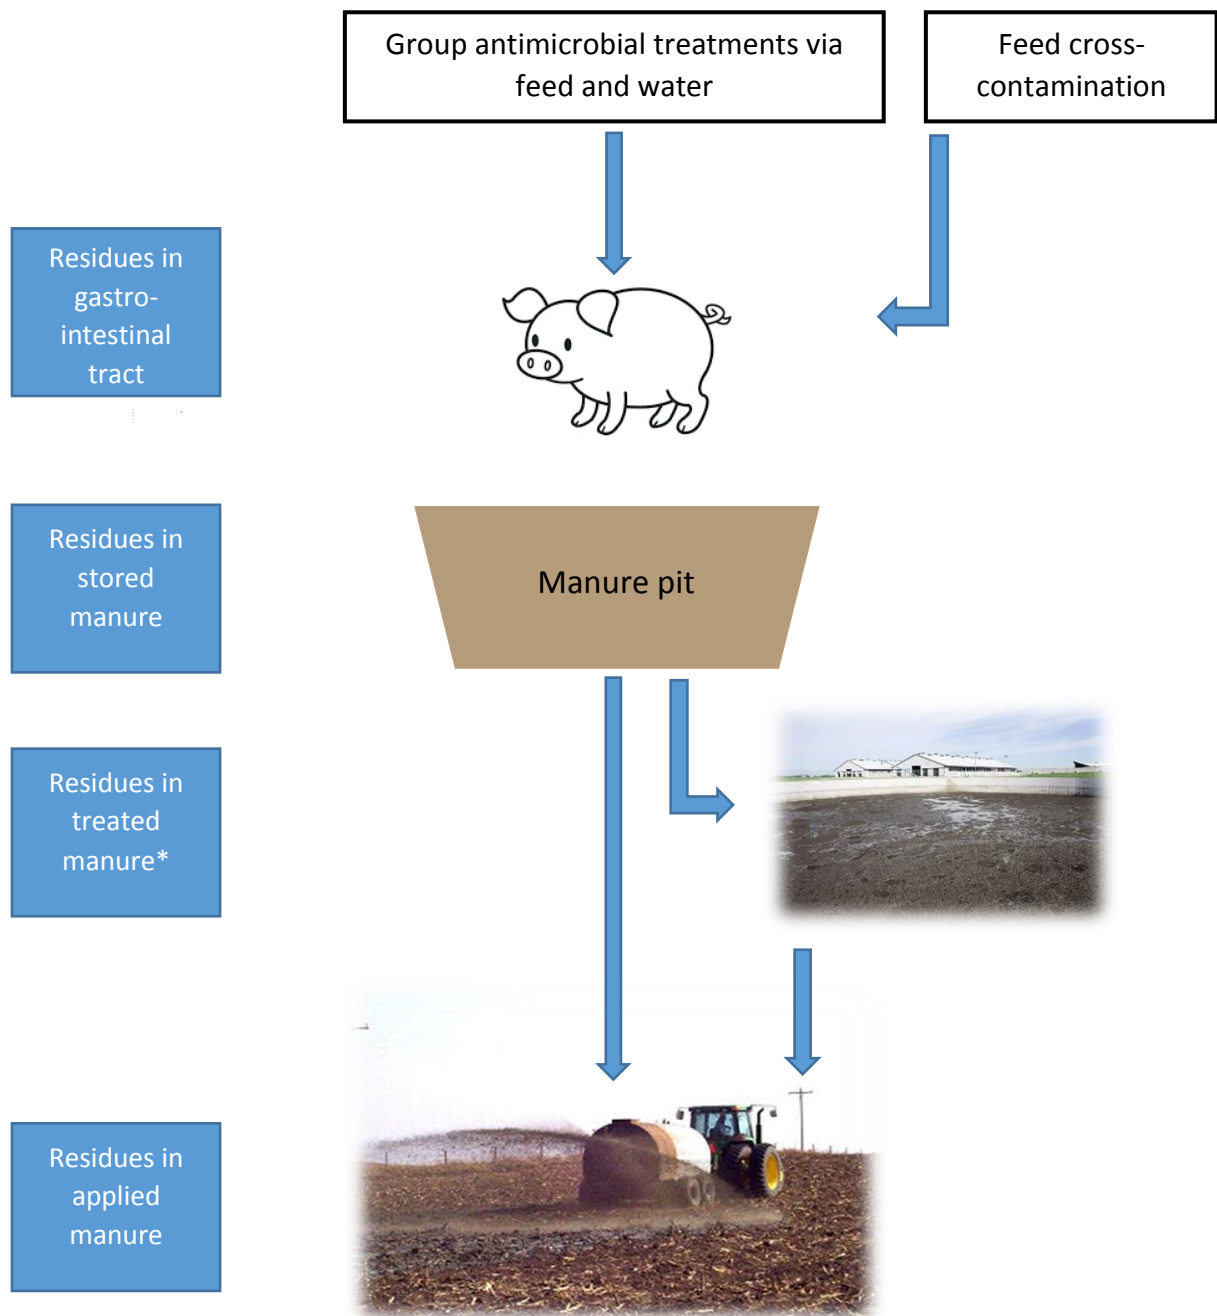 Group antimicrobial treatments via
feed and water
Feed cross-
contamination
Residues in
gastro-
intestinal
tract
Residues in
stored
manure
Manure pit
Residues in
treated
manure*
Residues in
applied
manure